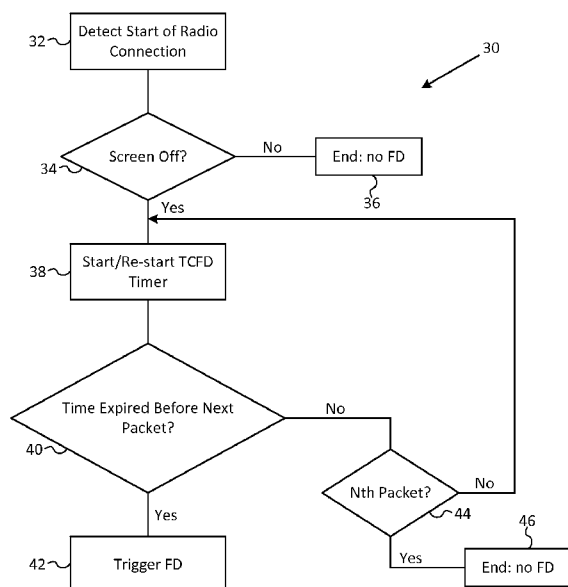 32
Detect Start of Radio
Connection
30
34
Screen Off?
No
End: no FD
36
Yes
38
Start/Re-start TCFD
Timer
Time Expired Before Next
Packet?
40
No
Nth Packet?
44
No
Yes
42
Trigger FD
Yes
46
End: no FD